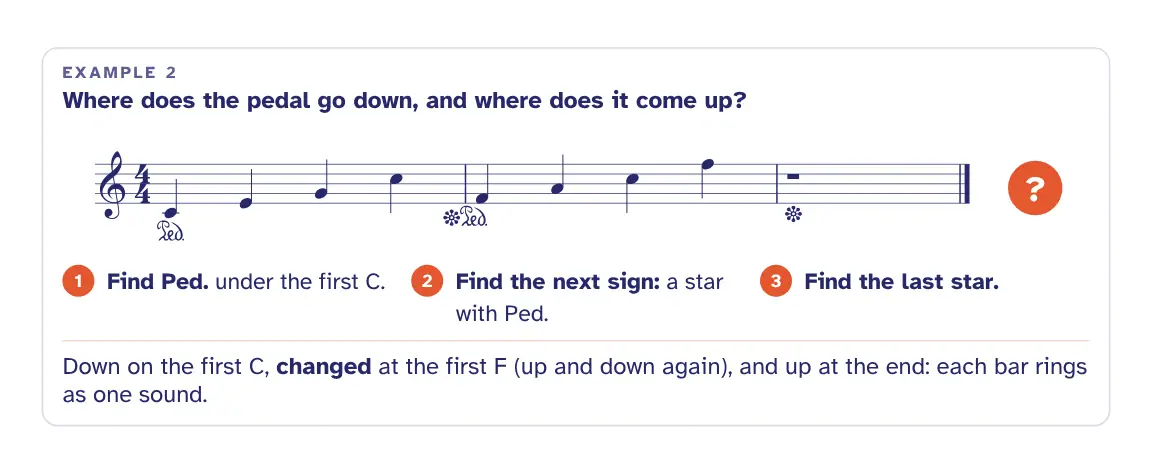 EXAMPLE 2
Where does the pedal go down, and where does it come up?
4
4
Ped.
Ped.
?
1 Find Ped. under the first C.
2 Find the next sign: a star
with Ped.
3 Find the last star.
Down on the first C, changed at the first F (up and down again), and up at the end: each bar rings
as one sound.